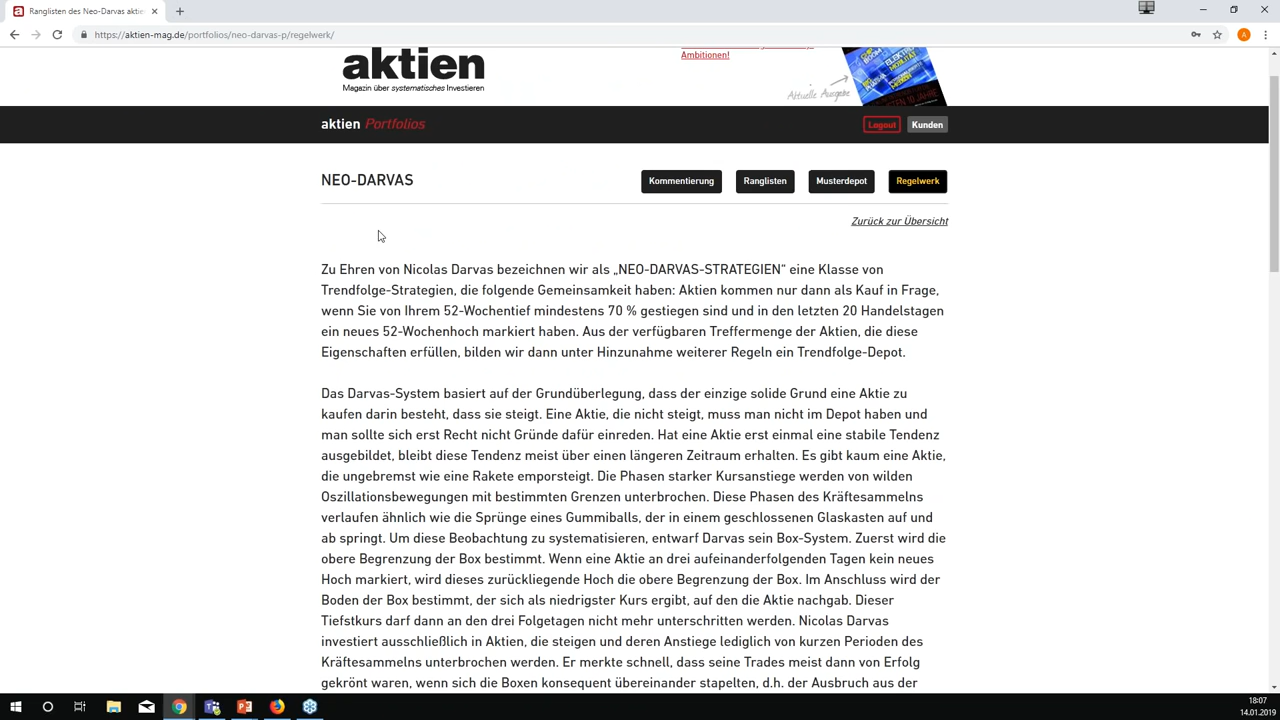 Ranglisten des Neo-Darvas aktie
https://aktien-mag.de/portfolios/neo-darvas-p/regelwerk/
A
aktien
Magazin über systematisches Investieren
Ambitionen!
Aktuelle Ausgabe
aktien Portfolios
Logout
Kunden
NEO-DARVAS
Kommentierung
Ranglisten
Musterdepot
Regelwerk
Zurück zur Übersicht
Zu Ehren von Nicolas Darvas bezeichnen wir als „NEO-DARVAS-STRATEGIEN“ eine Klasse von
Trendfolge-Strategien, die folgende Gemeinsamkeit haben: Aktien kommen nur dann als Kauf in Frage,
wenn Sie von Ihrem 52-Wochentief mindestens 70 % gestiegen sind und in den letzten 20 Handelstagen
ein neues 52-Wochenhoch markiert haben. Aus der verfügbaren Treffermenge der Aktien, die diese
Eigenschaften erfüllen, bilden wir dann unter Hinzunahme weiterer Regeln ein Trendfolge-Depot.
Das Darvas-System basiert auf der Grundüberlegung, dass der einzige solide Grund eine Aktie zu
kaufen darin besteht, dass sie steigt. Eine Aktie, die nicht steigt, muss man nicht im Depot haben und
man sollte sich erst Recht nicht Gründe dafür einreden. Hat eine Aktie erst einmal eine stabile Tendenz
ausgebildet, bleibt diese Tendenz meist über einen längeren Zeitraum erhalten. Es gibt kaum eine Aktie,
die ungebremst wie eine Rakete emporsteigt. Die Phasen starker Kursanstiege werden von wilden
Oszillationsbewegungen mit bestimmten Grenzen unterbrochen. Diese Phasen des Kräftesammelns
verlaufen ähnlich wie die Sprünge eines Gummiballs, der in einem geschlossenen Glaskasten auf und
ab springt. Um diese Beobachtung zu systematisieren, entwarf Darvas sein Box-System. Zuerst wird die
obere Begrenzung der Box bestimmt. Wenn eine Aktie an drei aufeinanderfolgenden Tagen kein neues
Hoch markiert, wird dieses zurückliegende Hoch die obere Begrenzung der Box. Im Anschluss wird der
Boden der Box bestimmt, der sich als niedrigster Kurs ergibt, auf den die Aktie nachgab. Dieser
Tiefstkurs darf dann an den drei Folgetagen nicht mehr unterschritten werden. Nicolas Darvas
investiert ausschließlich in Aktien, die steigen und deren Anstiege lediglich von kurzen Perioden des
Kräftesammelns unterbrochen werden. Er merkte schnell, dass seine Trades meist dann von Erfolg
gekrönt waren, wenn sich die Boxen konsequent übereinander stapelten, d.h. der Ausbruch aus der
18:07
14.01.2019